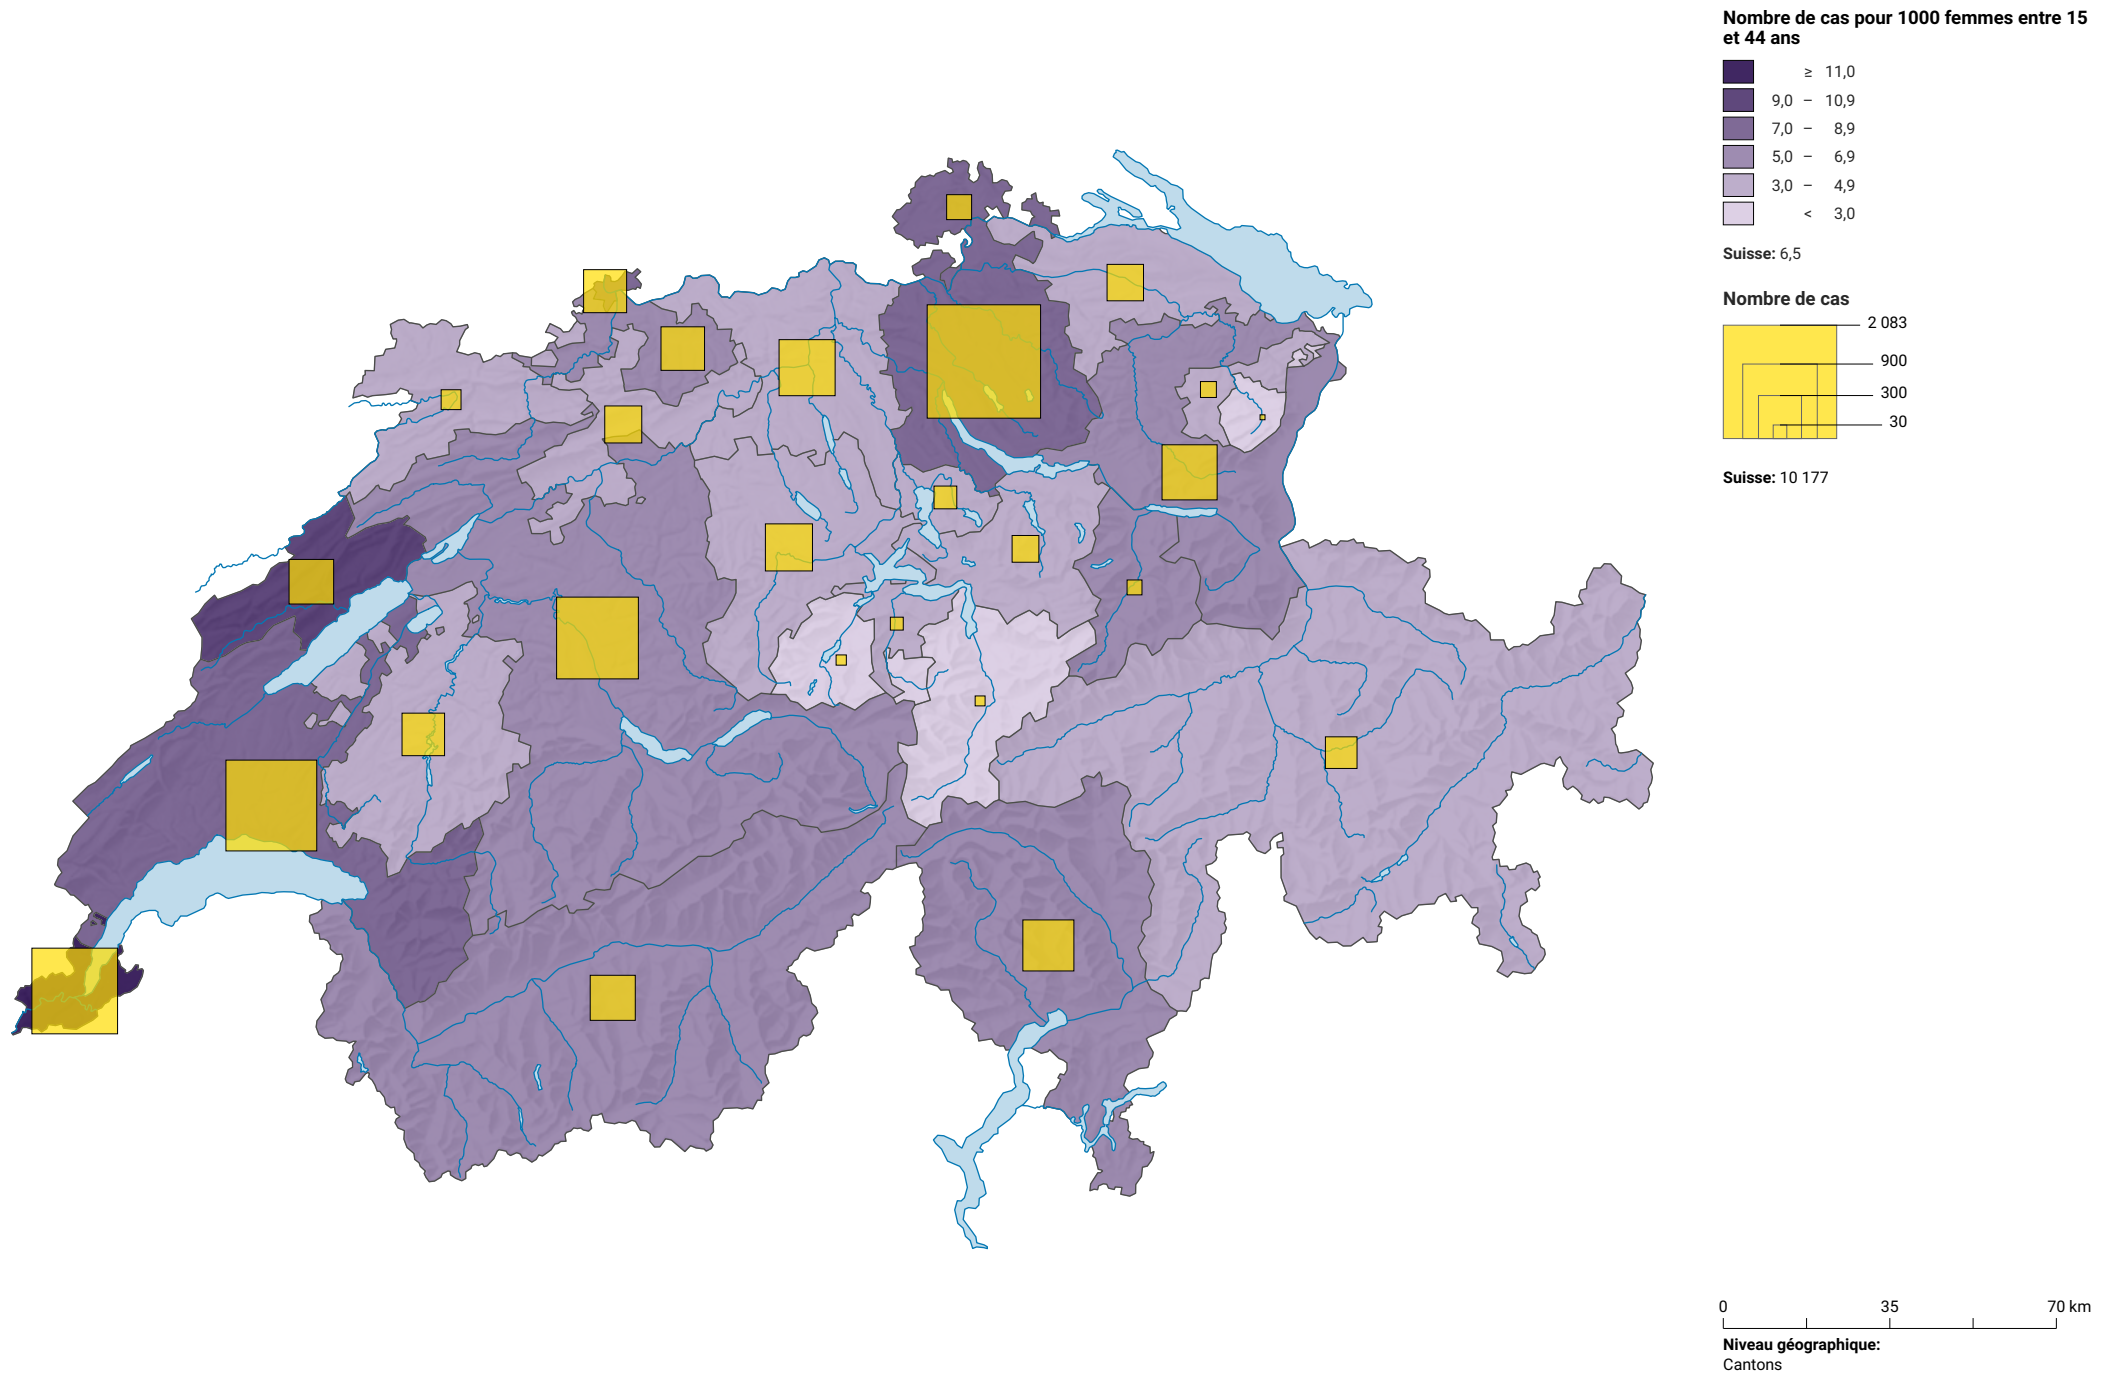 Nombre de cas pour 1000 femmes entre 15
et 44 ans
≥ 11,0
9,0 – 10,9
7,0 – 8,9
5,0 – 6,9
3,0 – 4,9
< 3,0
Suisse: 6,5
Nombre de cas
2 083
900
300
30
Suisse: 10 177
0 35 70 km
Niveau géographique:
Cantons